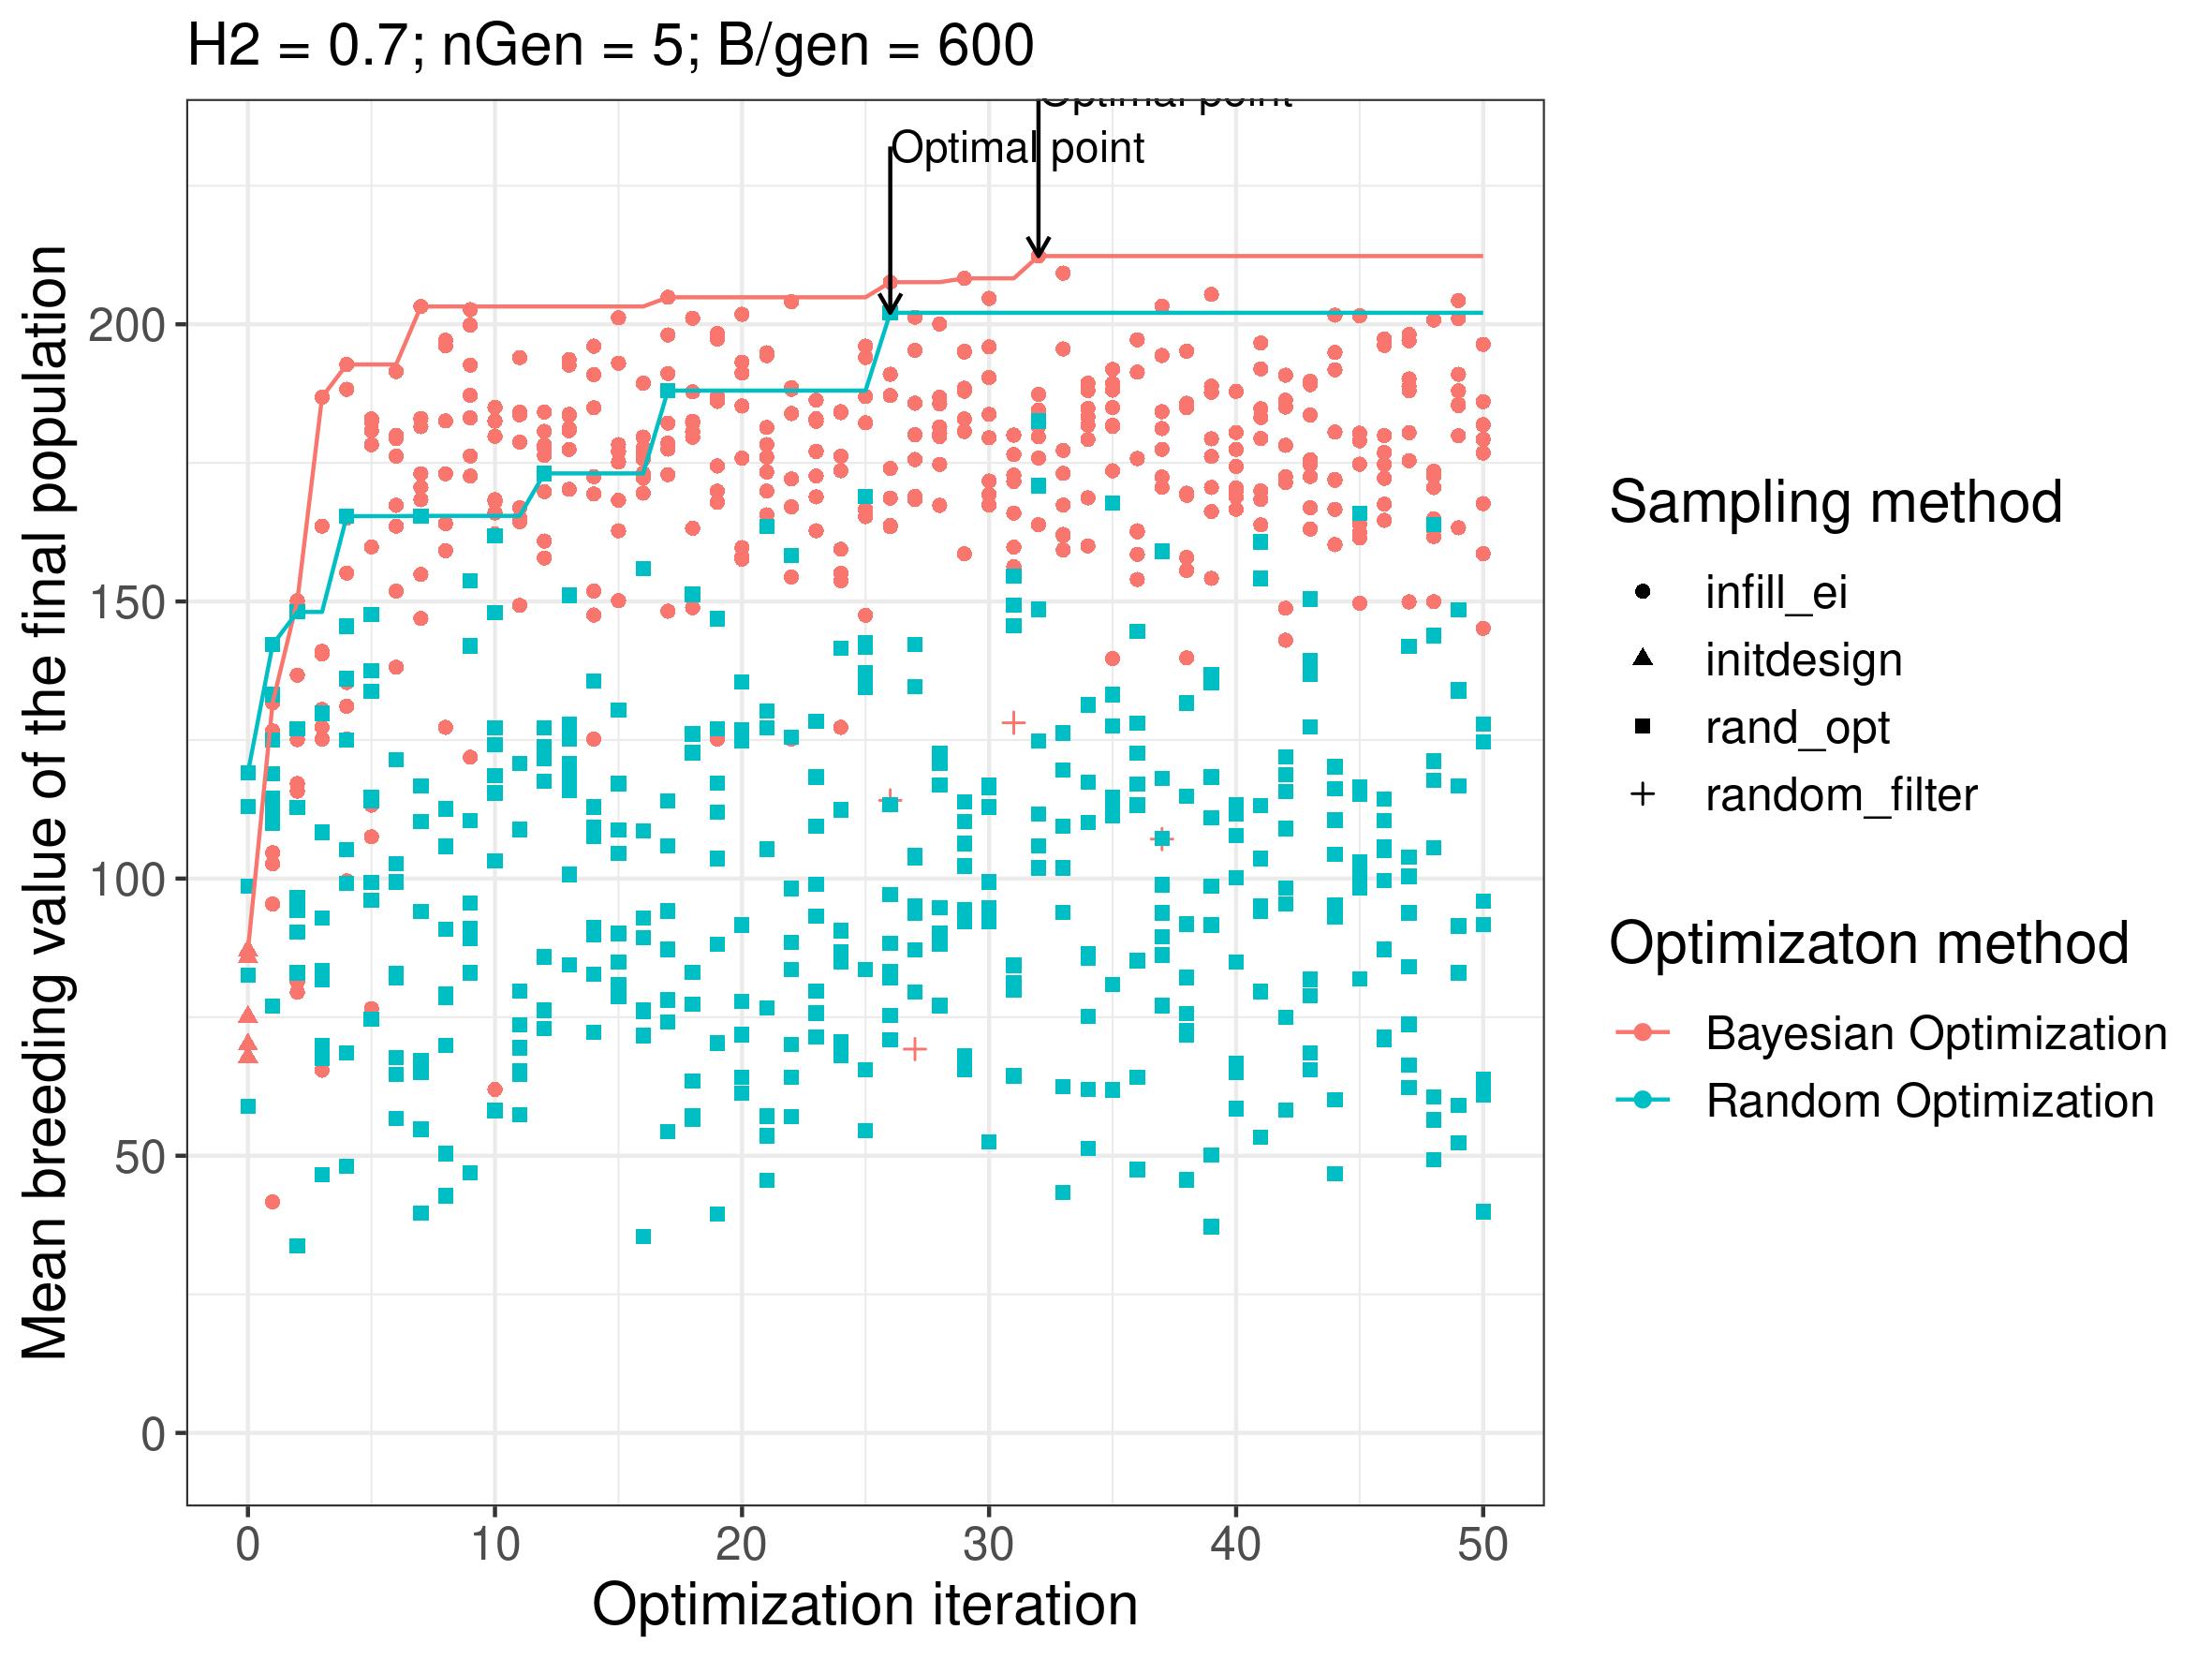 H2 = 0.7; nGen = 5; B/gen = 600
Optimal point
Optimal point
Mean breeding value of the final population
200
150
100
50
0
0 10 20 30 40 50
Optimization iteration
Sampling method
infill_ei
initdesign
rand_opt
random_filter
Optimizaton method
Bayesian Optimization
Random Optimization